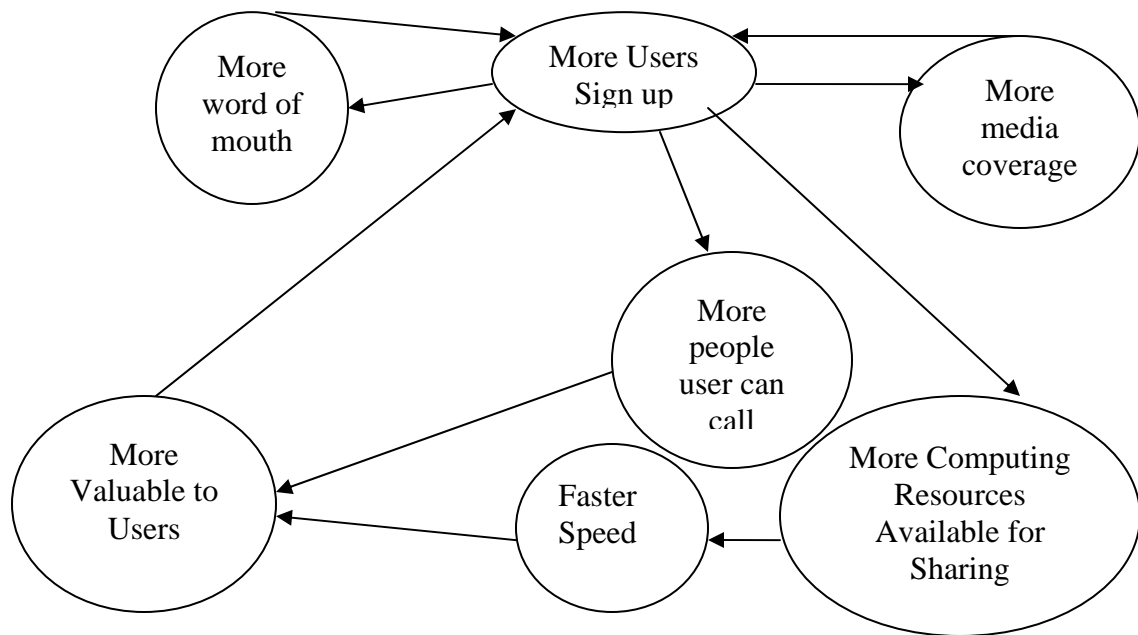 More
word of
mouth
More Users
Sign up
More
media
coverage
More
people
user can
call
More
Valuable to
Users
Faster
Speed
More Computing
Resources
Available for
Sharing